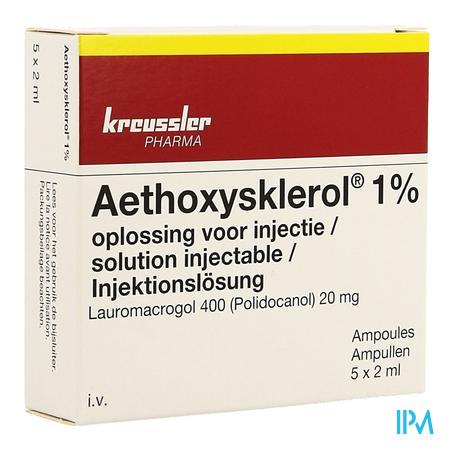 kreussler
PHARMA
Aethoxysklerol® 1%
oplossing voor injectie /
solution injectable /
Injektionslösung
Lauromacrogol 400 (Polidocanol) 20 mg
Ampoules
Ampullen
5 x 2 ml
i.v.
5 x 2 ml
Aethoxysklerol® 1%
Lees voor het gebruik de bijsluiter.
Lire la notice avant utilisation.
Packungsbeilage beachten.
IPM